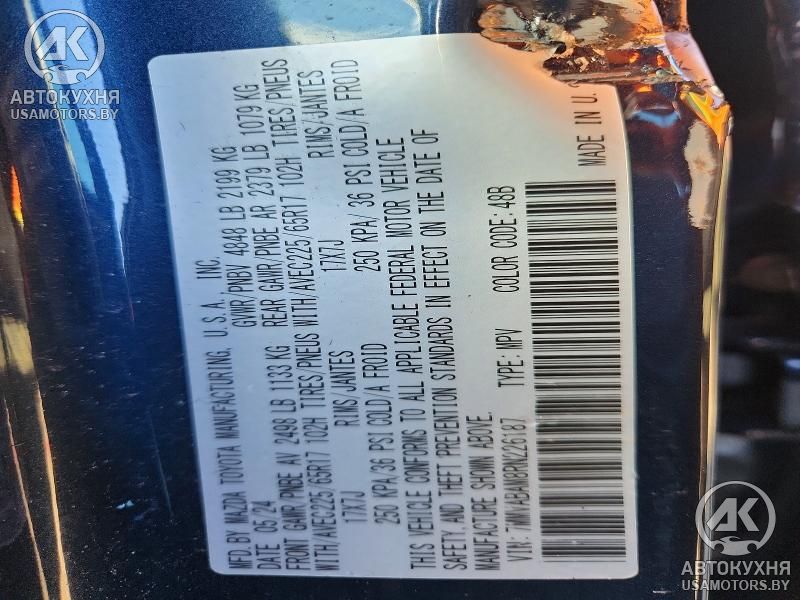 MFD. BY MAZDA TOYOTA MANUFACTURING, U.S.A., INC.
DATE 05/24 GVWR/PNBV 4848 LB 2199 KG
FRONT GAWR/PNBE AV 2498 LB 1133 KG REAR GAWR/PNBE AR 2379 LB 1079 KG
WITH/AVEC225/65R17 102H TIRES/PNEUS WITH/AVEC225/65R17 102H TIRES/PNEUS
17X7J RIMS/JANTES 17X7J RIMS/JANTES
250 KPA/36 PSI COLD/A FROID 250 KPA/ 36 PSI COLD/A FROID
THIS VEHICLE CONFORMS TO ALL APPLICABLE FEDERAL MOTOR VEHICLE
SAFETY AND THEFT PREVENTION STANDARDS IN EFFECT ON THE DATE OF
MANUFACTURE SHOWN ABOVE.
VIN: TYPE: MPV COLOR CODE: 48B
MADE IN U.
AK
АВТОКУХНЯ
USAMOTORS.BY
AK
АВТОКУХНЯ
USAMOTORS.BY